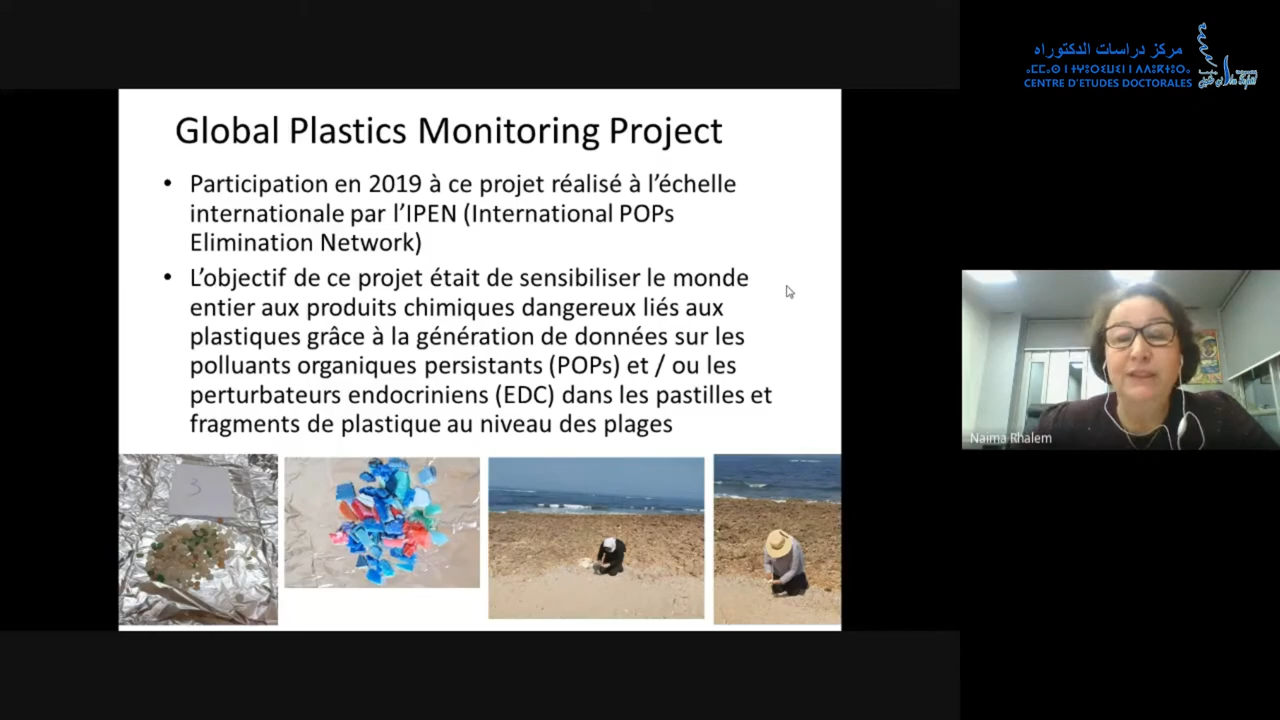 Global Plastics Monitoring Project
• Participation en 2019 à ce projet réalisé à l'échelle
internationale par l'IPEN (International POPs
Elimination Network)
• L'objectif de ce projet était de sensibiliser le monde
entier aux produits chimiques dangereux liés aux
plastiques grâce à la génération de données sur les
polluants organiques persistants (POPs) et / ou les
perturbateurs endocriniens (EDC) dans les pastilles et
fragments de plastique au niveau des plages
3
مركز دراسات الدكتوراه
CENTRE D'ETUDES DOCTORALES
Naima Rhalem